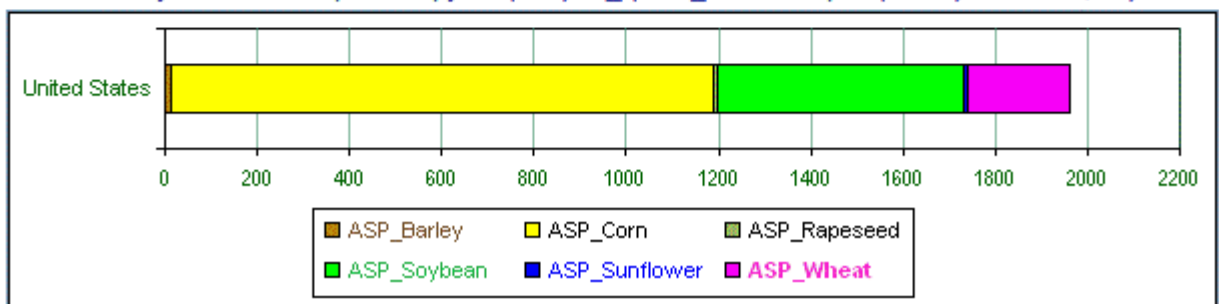 United States
0 200 400 600 800 1000 1200 1400 1600 1800 2000 2200
ASP_Barley ASP_Corn ASP_Rapeseed
ASP_Soybean ASP_Sunflower ASP_Wheat